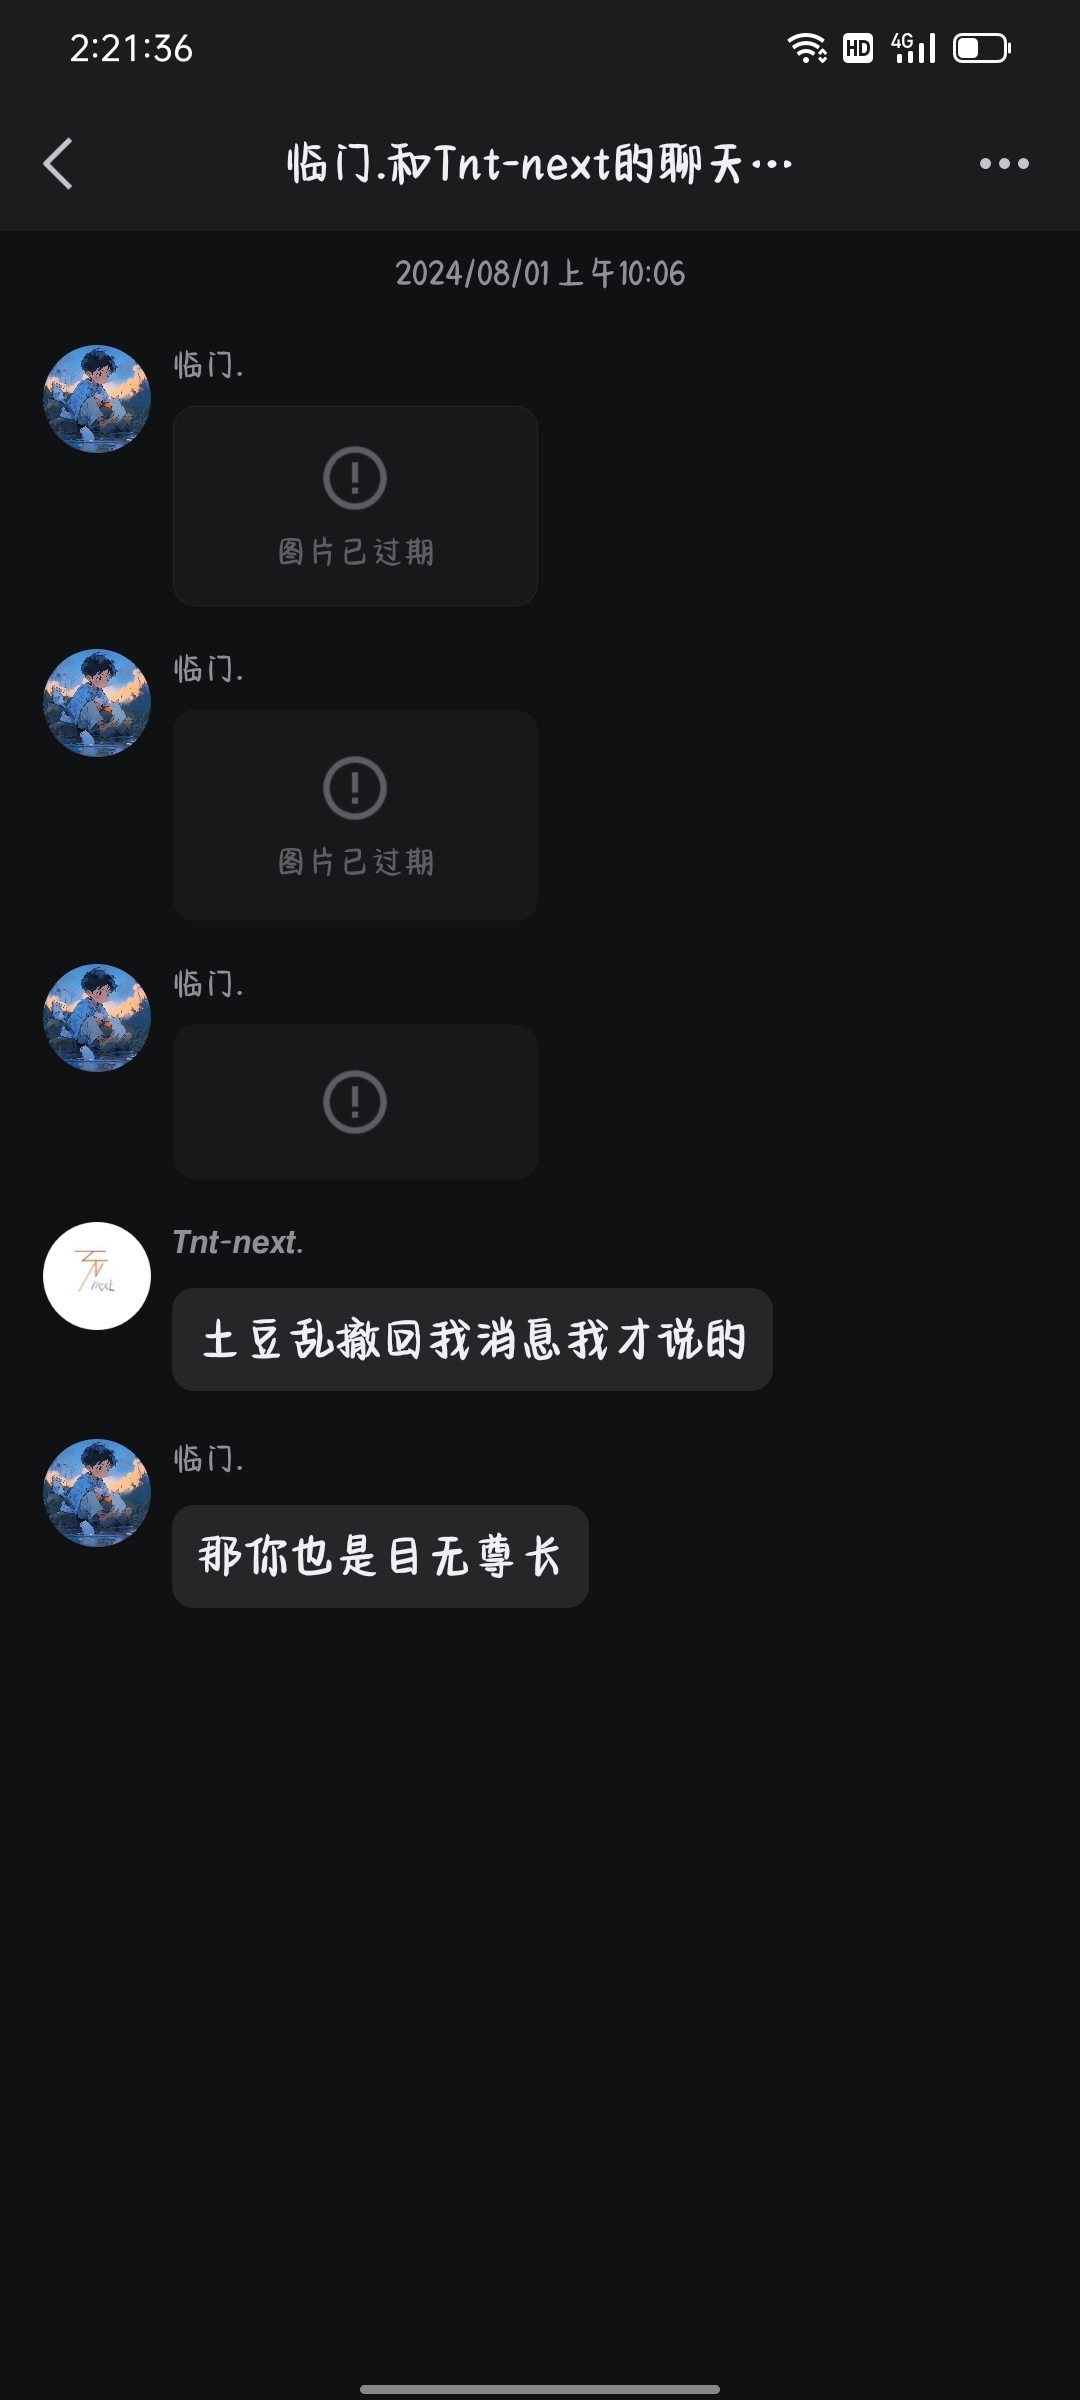 2:21:36
HD 4G
临门.和Tnt-next的聊天…
2024/08/01 上午10:06
临门.
图片已过期
临门.
图片已过期
临门.
Tnt-next.
土豆乱撤回我消息我才说的
临门.
那你也是目无尊长